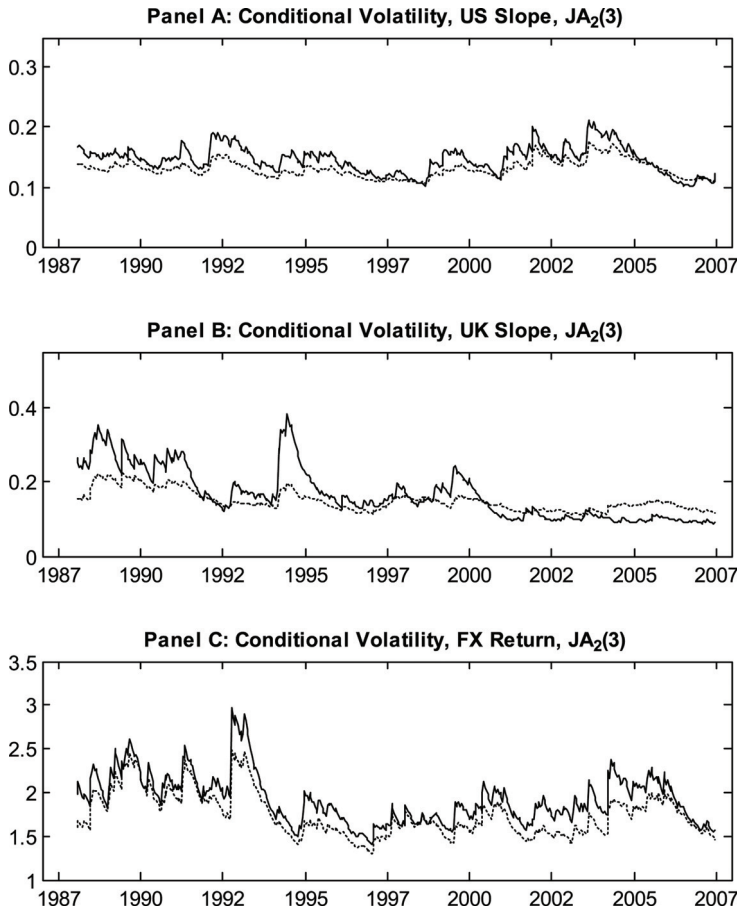 Panel A: Conditional Volatility, US Slope, JA₂(3)
0.3
0.2
0.1
0
1987 1990 1992 1995 1997 2000 2002 2005 2007
Panel B: Conditional Volatility, UK Slope, JA₂(3)
0.4
0.2
0
1987 1990 1992 1995 1997 2000 2002 2005 2007
Panel C: Conditional Volatility, FX Return, JA₂(3)
3.5
3
2.5
2
1.5
1
1987 1990 1992 1995 1997 2000 2002 2005 2007